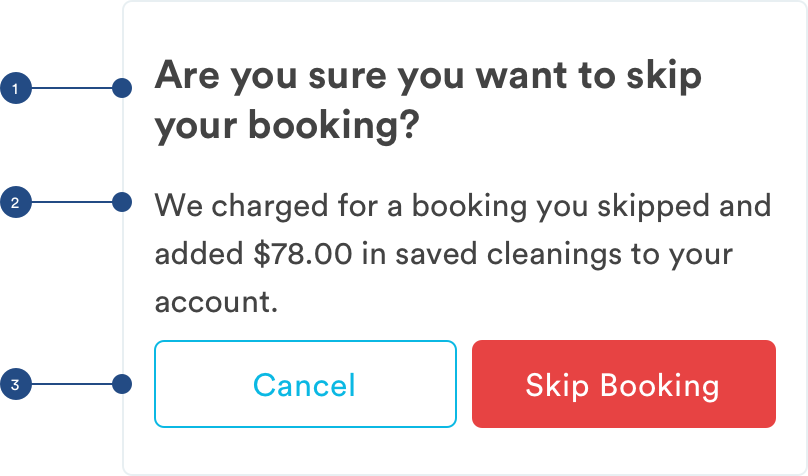 1
Are you sure you want to skip
your booking?
2
We charged for a booking you skipped and
added $78.00 in saved cleanings to your
account.
3
Cancel
Skip Booking